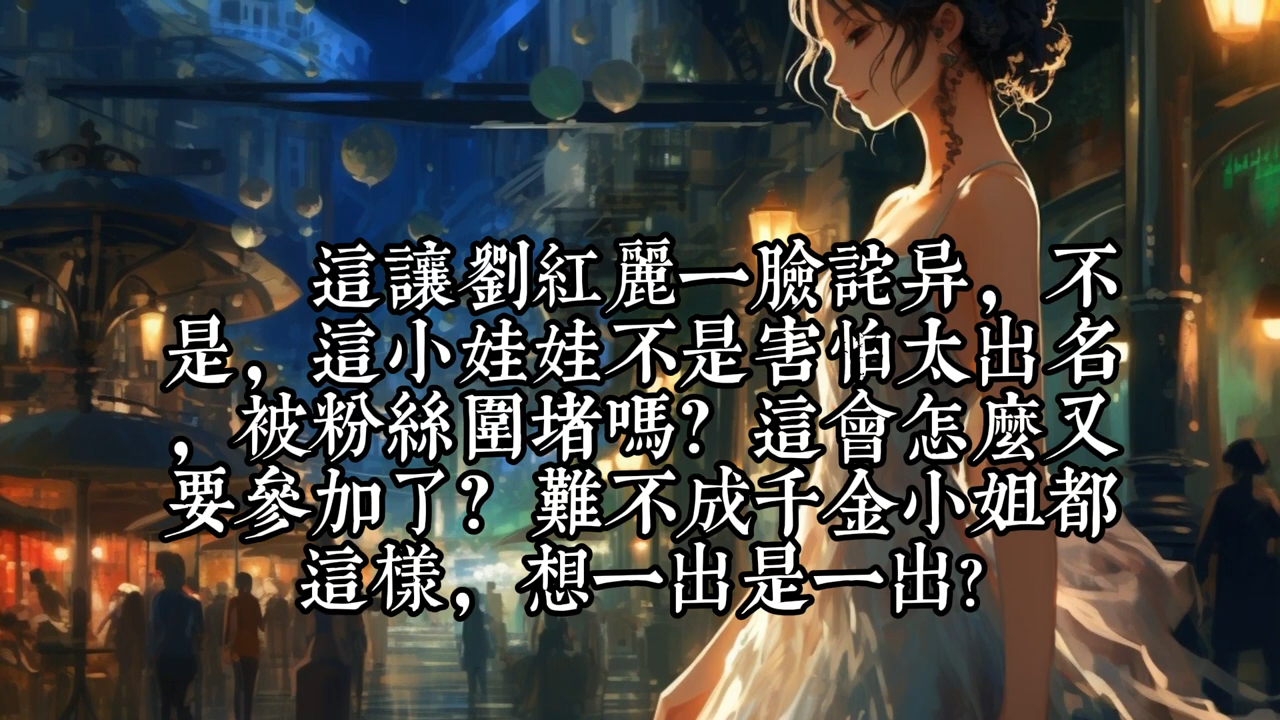 這讓劉紅麗一臉詫异，不
是，這小娃娃不是害怕太出名
，被粉絲圍堵嗎？這會怎麼又
要參加了？難不成千金小姐都
這樣，想一出是一出？